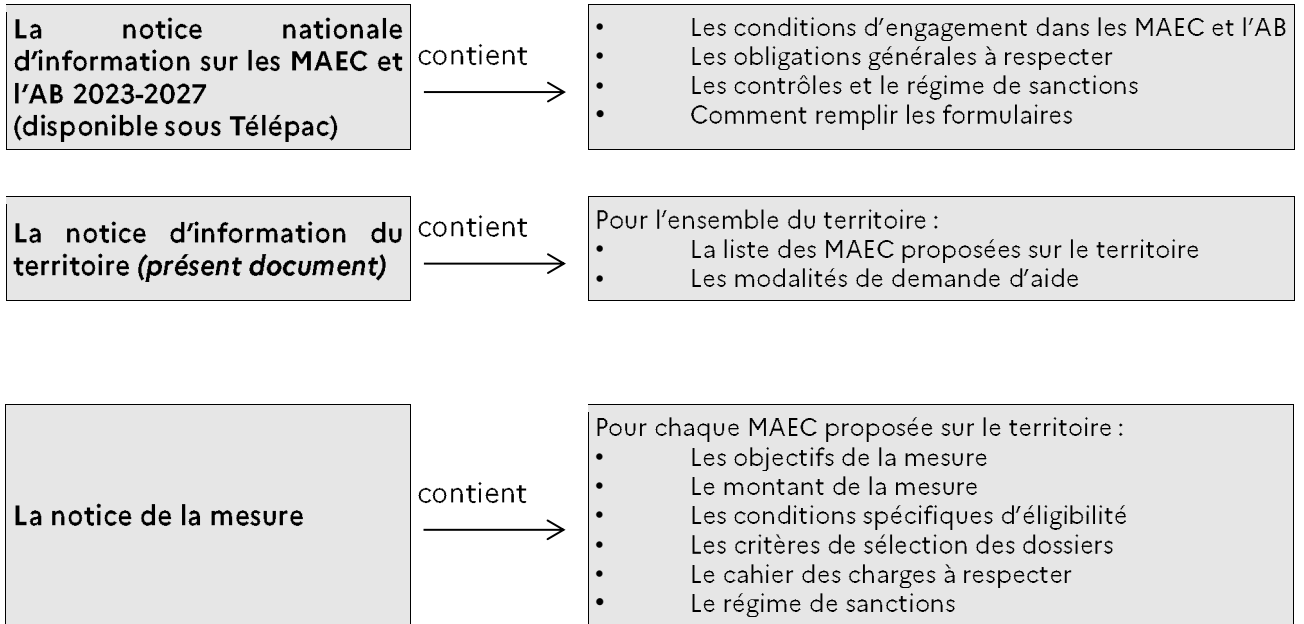 La notice nationale
d'information sur les MAEC et
l'AB 2023-2027
(disponible sous Télépac)
contient
• Les conditions d'engagement dans les MAEC et l'AB
• Les obligations générales à respecter
• Les contrôles et le régime de sanctions
• Comment remplir les formulaires
La notice d'information du
territoire (présent document)
contient
Pour l'ensemble du territoire :
• La liste des MAEC proposées sur le territoire
• Les modalités de demande d'aide
La notice de la mesure
contient
Pour chaque MAEC proposée sur le territoire :
• Les objectifs de la mesure
• Le montant de la mesure
• Les conditions spécifiques d'éligibilité
• Les critères de sélection des dossiers
• Le cahier des charges à respecter
• Le régime de sanctions